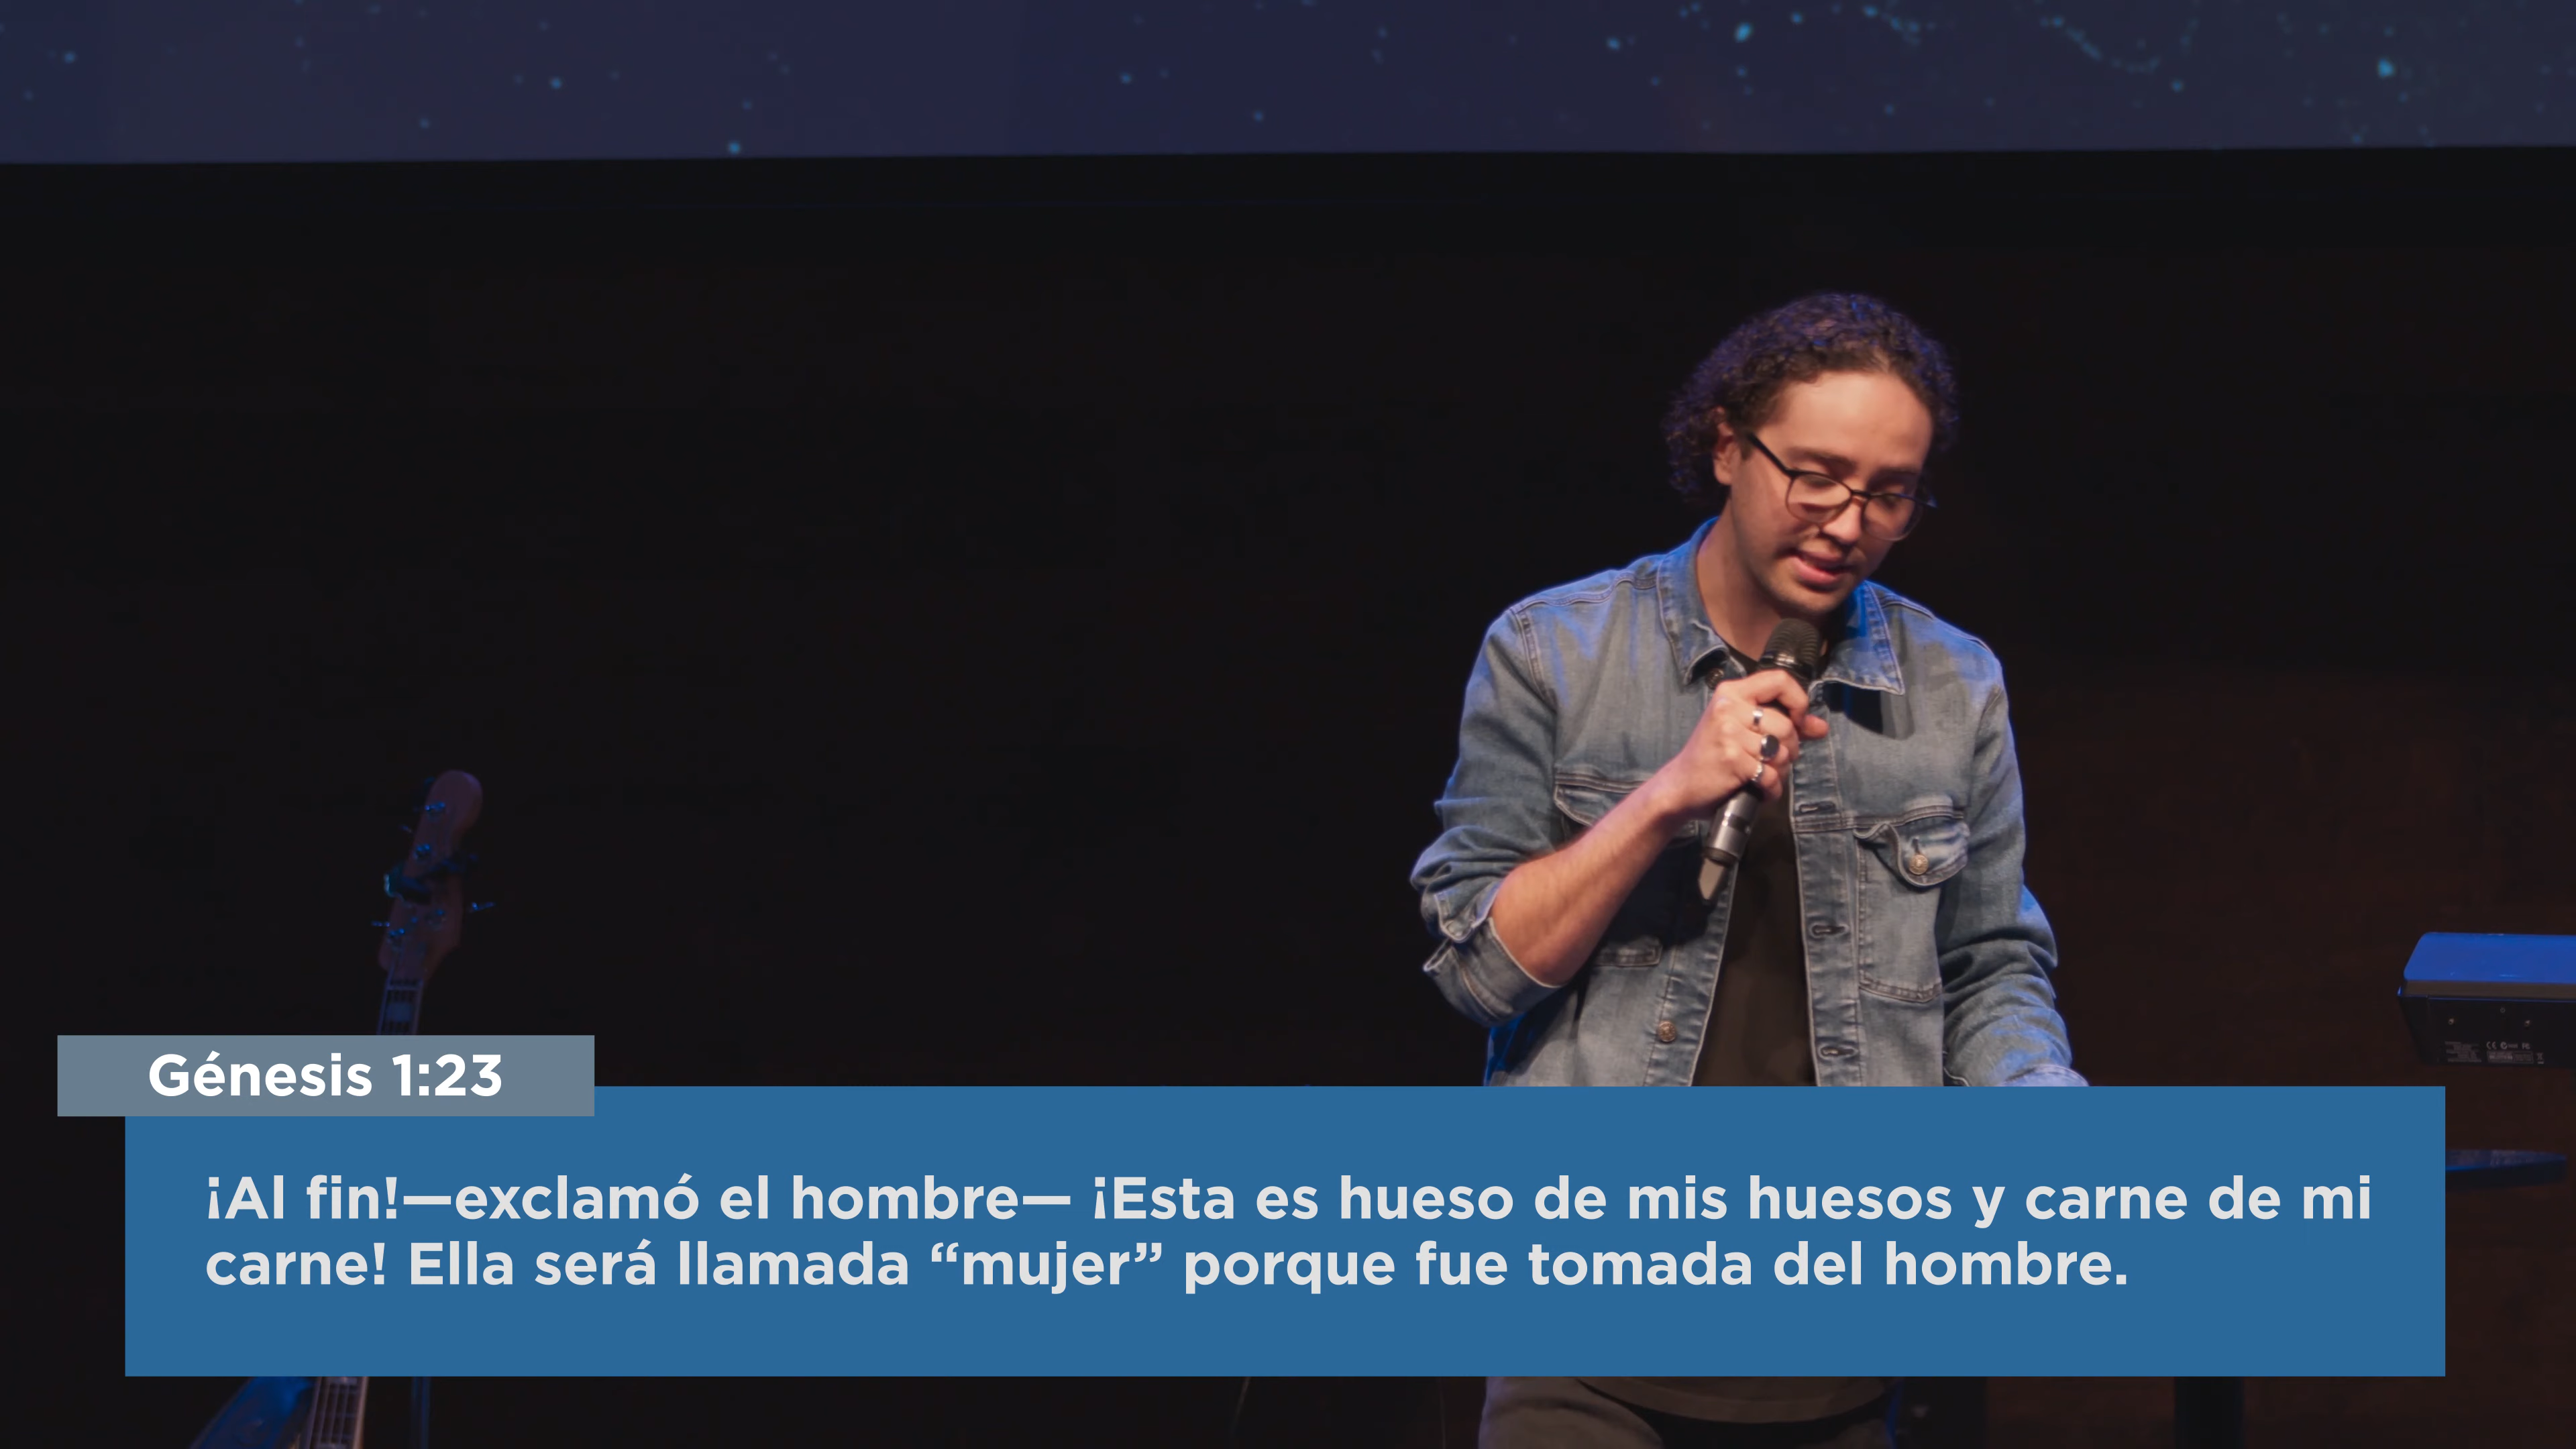 Génesis 1:23
¡Al fin!—exclamó el hombre— ¡Esta es hueso de mis huesos y carne de mi
carne! Ella será llamada “mujer” porque fue tomada del hombre.